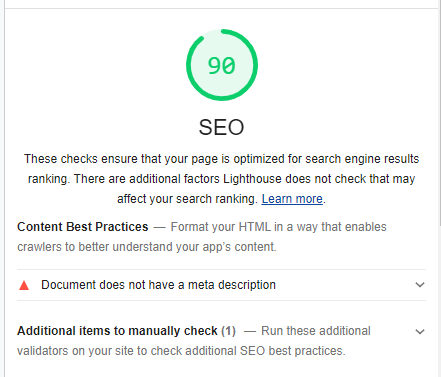 90
SEO
These checks ensure that your page is optimized for search engine results
ranking. There are additional factors Lighthouse does not check that may
affect your search ranking. Learn more.
Content Best Practices — Format your HTML in a way that enables
crawlers to better understand your app's content.
Document does not have a meta description
Additional items to manually check (1) — Run these additional
validators on your site to check additional SEO best practices.